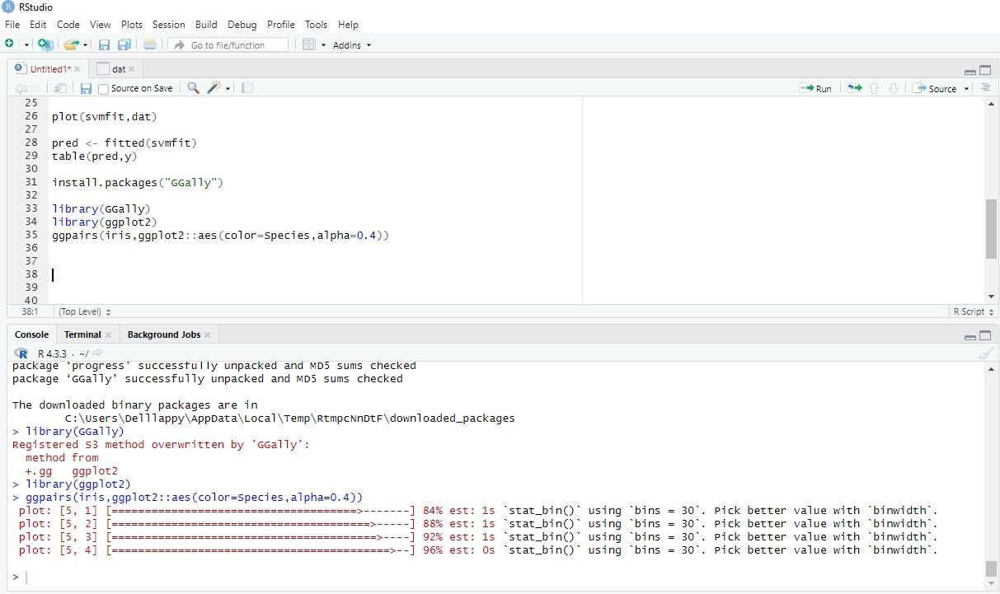 RStudio
File Edit Code View Plots Session Build Debug Profile Tools Help
Go to file/function Addins
Untitled1* dat
Source on Save Run Source
25
26 plot(svmfit,dat)
27
28 pred <- fitted(svmfit)
29 table(pred,y)
30
31 install.packages("GGally")
32
33 library(GGally)
34 library(ggplot2)
35 ggpairs(iris,ggplot2::aes(color=Species,alpha=0.4))
36
37
38
39
40
38:1 (Top Level) R Script
Console Terminal Background Jobs
R 4.3.3 · ~/
package ‘progress’ successfully unpacked and MD5 sums checked
package ‘GGally’ successfully unpacked and MD5 sums checked
The downloaded binary packages are in
C:\Users\Delllappy\AppData\Local\Temp\RtmpcNnDtF\downloaded_packages
> library(GGally)
Registered S3 method overwritten by 'GGally':
method from
+.gg ggplot2
> library(ggplot2)
> ggpairs(iris,ggplot2::aes(color=Species,alpha=0.4))
plot: [5, 1] [=====================================>-------] 84% est: 1s `stat_bin()` using `bins = 30`. Pick better value with `binwidth`.
plot: [5, 2] [=======================================>-----] 88% est: 1s `stat_bin()` using `bins = 30`. Pick better value with `binwidth`.
plot: [5, 3] [========================================>----] 92% est: 1s `stat_bin()` using `bins = 30`. Pick better value with `binwidth`.
plot: [5, 4] [==========================================>--] 96% est: 0s `stat_bin()` using `bins = 30`. Pick better value with `binwidth`.
>